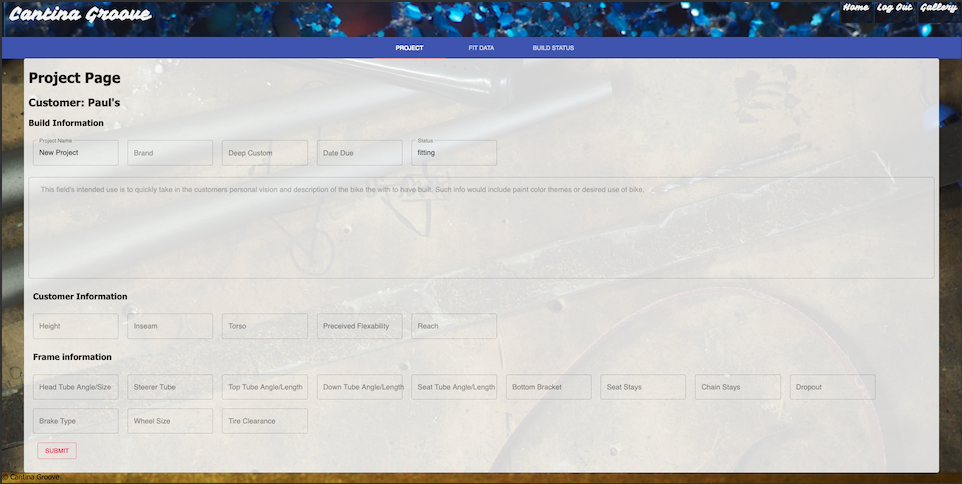 Cantina Groove
Home Log Out Gallery
PROJECT FIT DATA BUILD STATUS
Project Page
Customer: Paul's
Build Information
Project Name Status
New Project Brand Deep Custom Date Due fitting
This field's intended use is to quickly take in the customers personal vision and description of the bike the with to have built. Such info would include paint color themes or desired use of bike.
Customer Information
Height Inseam Torso Preceived Flexability Reach
Frame information
Head Tube Angle/Size Steerer Tube Top Tube Angle/Length Down Tube Angle/Length Seat Tube Angle/Length Bottom Bracket Seat Stays Chain Stays Dropout
Brake Type Wheel Size Tire Clearance
SUBMIT
© Cantina Groove